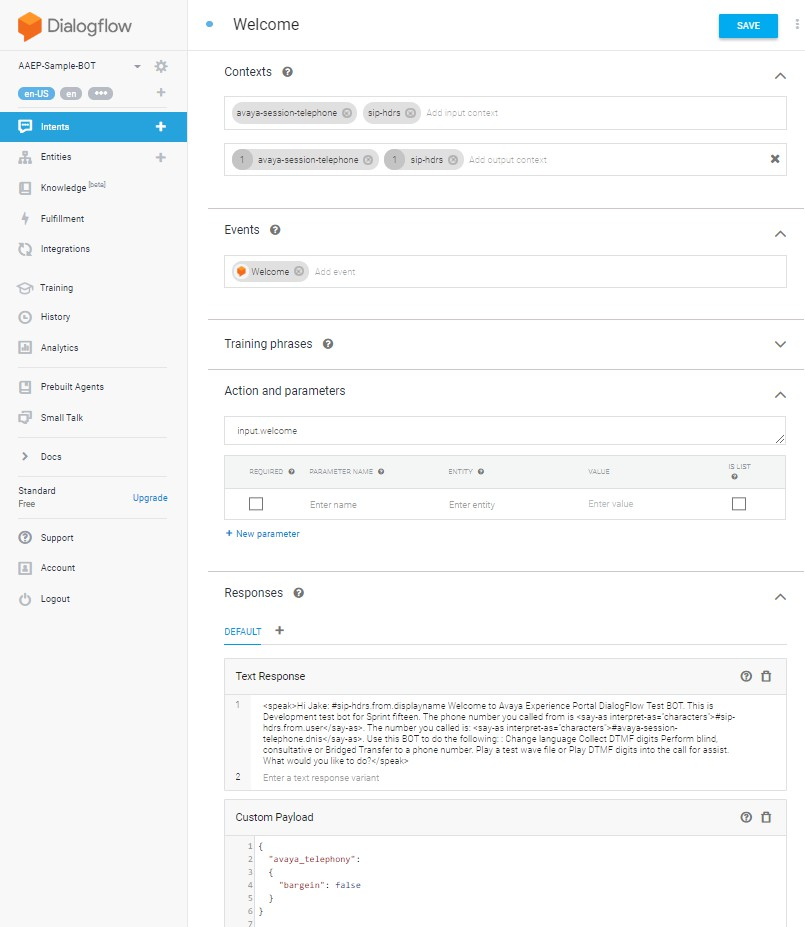 Dialogflow
AAEP-Sample-BOT
en-US en •••
Intents
Entities
Knowledge [beta]
Fulfillment
Integrations
Training
History
Analytics
Prebuilt Agents
Small Talk
Docs
Standard
Free
Upgrade
Support
Account
Logout
Welcome
SAVE
Contexts
avaya-session-telephone sip-hdrs Add input context
1 avaya-session-telephone 1 sip-hdrs Add output context
Events
Welcome Add event
Training phrases
Action and parameters
input.welcome
REQUIRED PARAMETER NAME ENTITY VALUE IS LIST
Enter name Enter entity Enter value
+ New parameter
Responses
DEFAULT +
Text Response
1 <speak>Hi Jake: #sip-hdrs.from.displayname Welcome to Avaya Experience Portal DialogFlow Test BOT. This is
Development test bot for Sprint fifteen. The phone number you called from is <say-as interpret-as="characters">#sip-
hdrs.from.user</say-as>. The number you called is: <say-as interpret-as="characters">#avaya-session-
telephone.dnis</say-as>. Use this BOT to do the following: : Change language Collect DTMF digits Perform blind,
consultative or Bridged Transfer to a phone number. Play a test wave file or Play DTMF digits into the call for assist.
What would you like to do?</speak>
2 Enter a text response variant
Custom Payload
1 {
2 "avaya_telephony":
3 {
4 "bargein": false
5 }
6 }
7